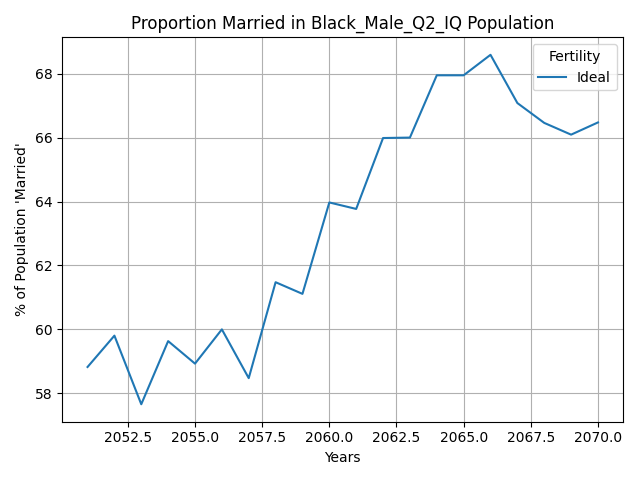 Proportion Married in Black_Male_Q2_IQ Population
Fertility
Ideal
% of Population 'Married'
68
66
64
62
60
58
2052.5 2055.0 2057.5 2060.0 2062.5 2065.0 2067.5 2070.0
Years